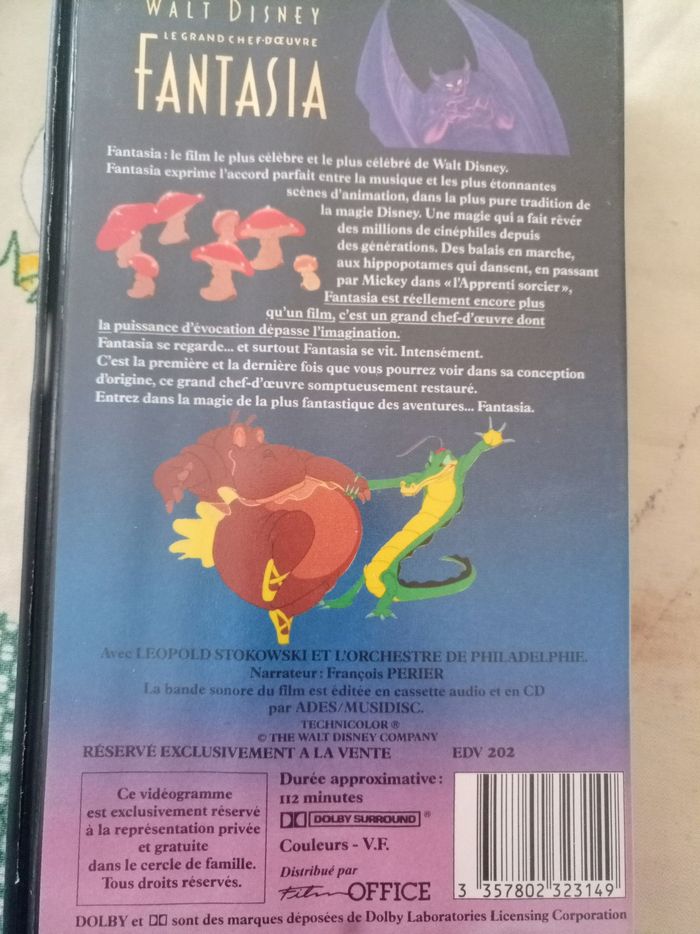 WALT DISNEY
LE GRAND CHEF-D'ŒUVRE
FANTASIA
Fantasia : le film le plus célèbre et le plus célébré de Walt Disney.
Fantasia exprime l'accord parfait entre la musique et les plus étonnantes
scènes d'animation, dans la plus pure tradition de
la magie Disney. Une magie qui a fait rêver
des millions de cinéphiles depuis
des générations. Des balais en marche,
aux hippopotames qui dansent, en passant
par Mickey dans «l'Apprenti sorcier»,
Fantasia est réellement encore plus
qu'un film, c'est un grand chef-d'œuvre dont
la puissance d'évocation dépasse l'imagination.
Fantasia se regarde... et surtout Fantasia se vit. Intensément.
C'est la première et la dernière fois que vous pourrez voir dans sa conception
d'origine, ce grand chef-d'œuvre somptueusement restauré.
Entrez dans la magie de la plus fantastique des aventures... Fantasia.
Avec LEOPOLD STOKOWSKI ET L'ORCHESTRE DE PHILADELPHIE.
Narrateur : François PERIER
La bande sonore du film est éditée en cassette audio et en CD
par ADES/MUSIDISC.
TECHNICOLOR ®
© THE WALT DISNEY COMPANY
RÉSERVÉ EXCLUSIVEMENT A LA VENTE EDV 202
Ce vidéogramme
est exclusivement réservé
à la représentation privée
et gratuite
dans le cercle de famille.
Tous droits réservés.
Durée approximative :
112 minutes
DOLBY SURROUND ®
Couleurs - V.F.
Distribué par
Film OFFICE
3 357802 323149
DOLBY et DD sont des marques déposées de Dolby Laboratories Licensing Corporation